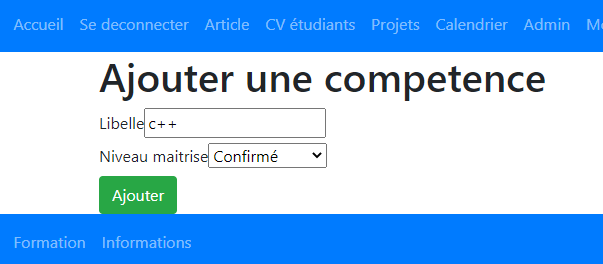 Accueil Se deconnecter Article CV étudiants Projets Calendrier Admin
Ajouter une competence
Libelle c++
Niveau maitrise Confirmé
Ajouter
Formation Informations